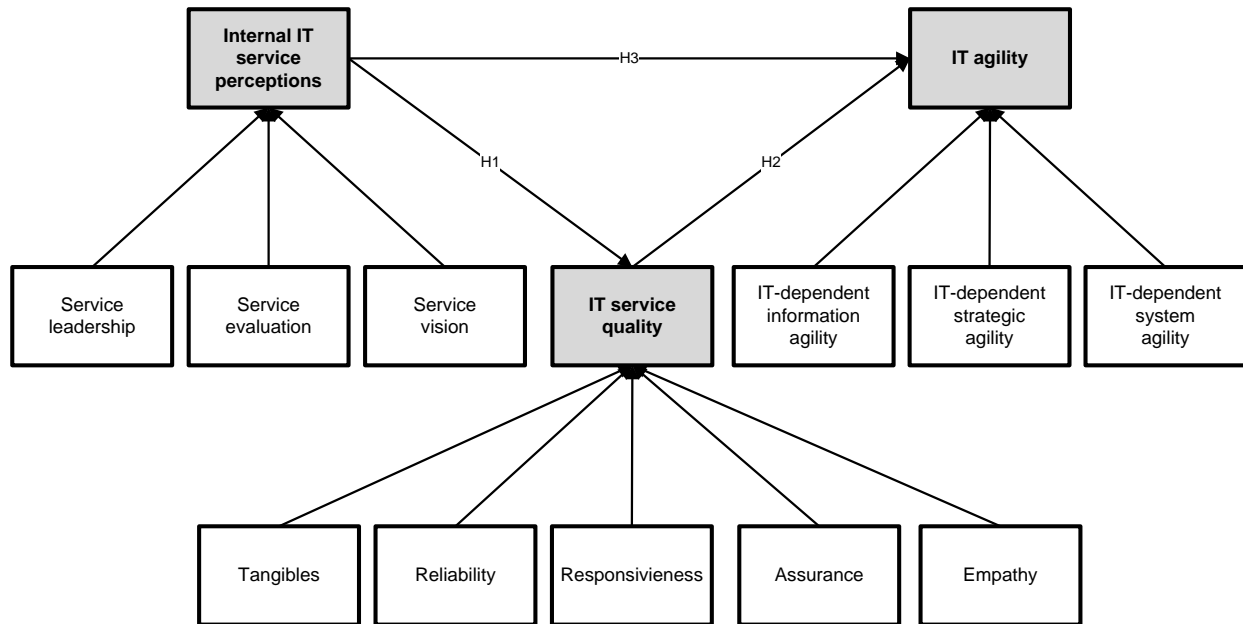 Internal IT
service
perceptions
H3
IT agility
H1
H2
Service
leadership
Service
evaluation
Service
vision
IT service
quality
IT-dependent
information
agility
IT-dependent
strategic
agility
IT-dependent
system
agility
Tangibles
Reliability
Responsivieness
Assurance
Empathy